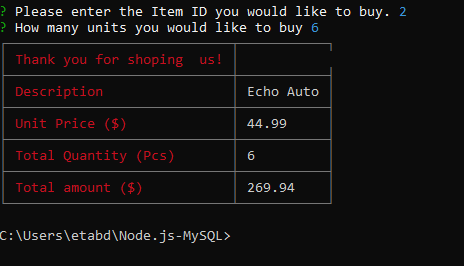 ? Please enter the Item ID you would like to buy. 2
? How many units you would like to buy 6
Thank you for shoping  us!
Description Echo Auto
Unit Price ($) 44.99
Total Quantity (Pcs) 6
Total amount ($) 269.94
C:\Users\etabd\Node.js-MySQL>